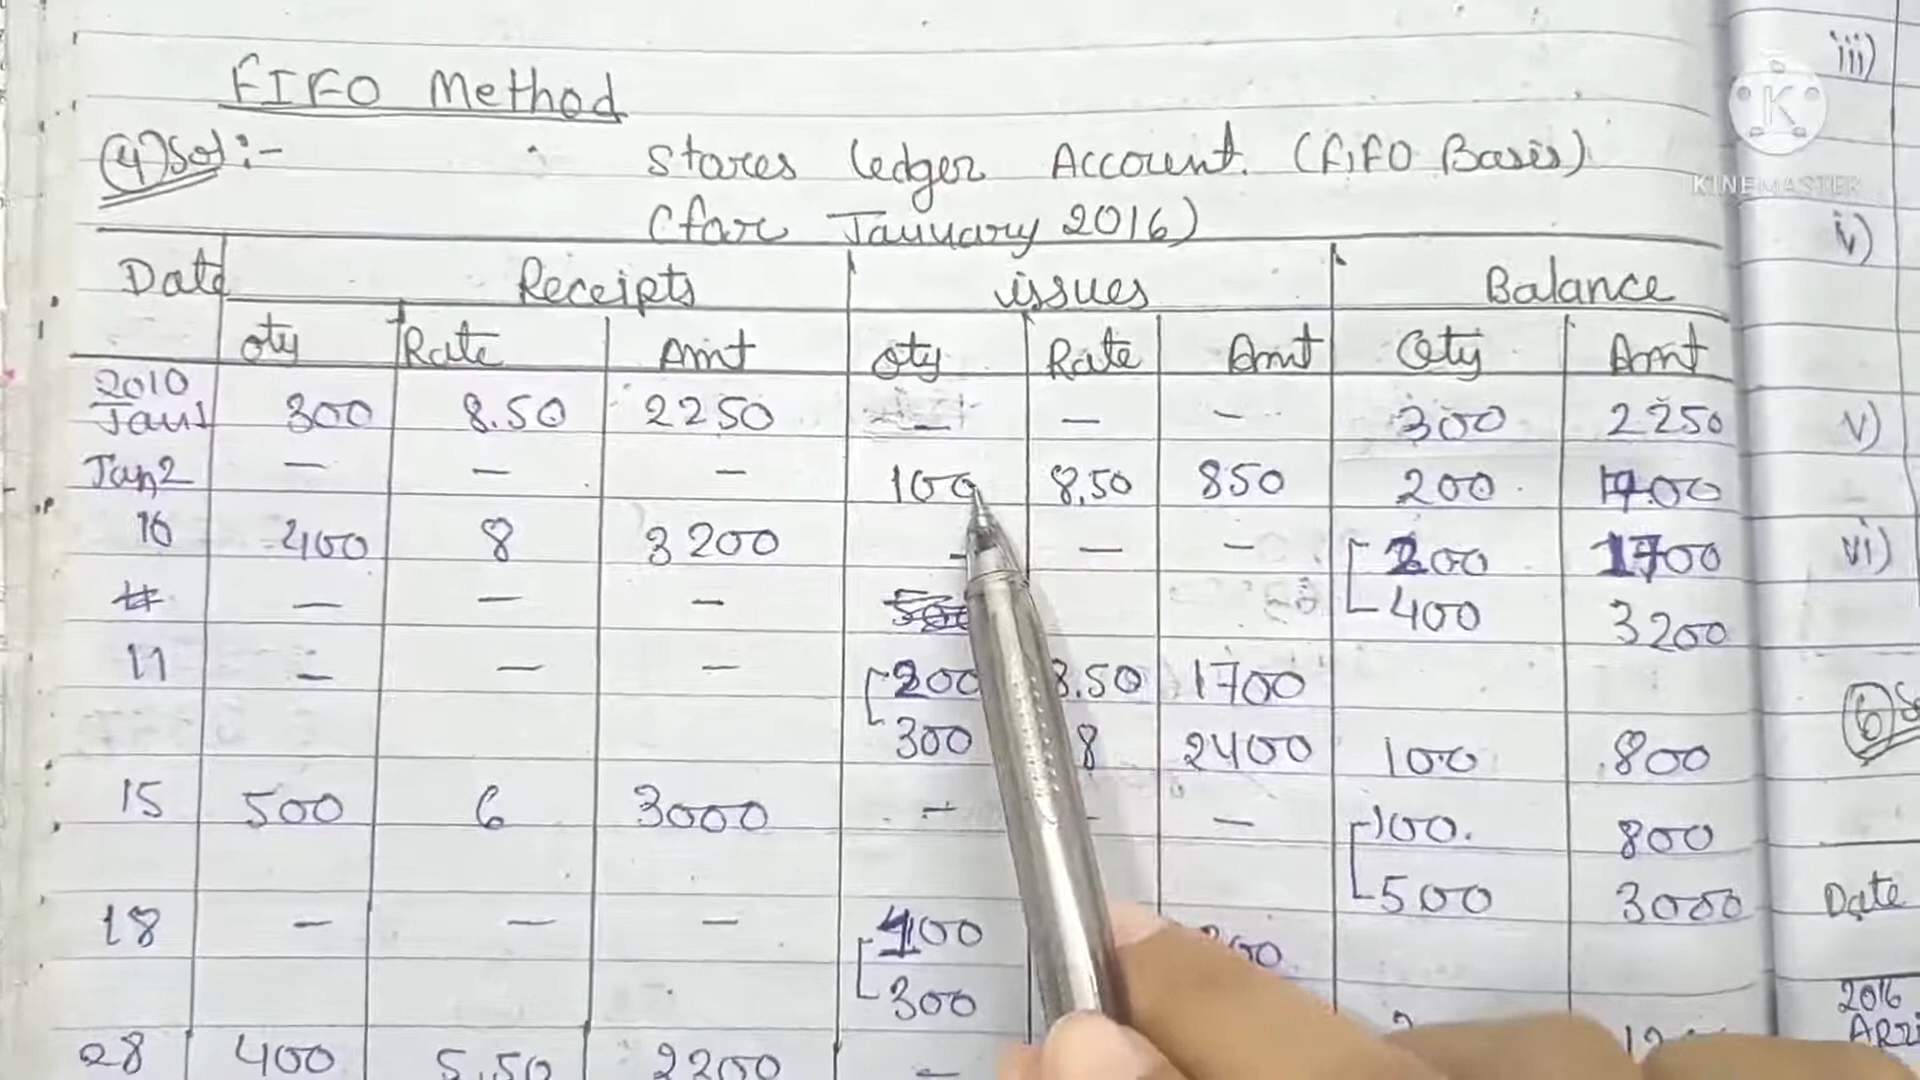 FIFO Method
(4) Sol :-
Stores Ledger Account. (FIFO Basis)
(for January 2016)
Date Receipts issues Balance
Qty Rate Amt Qty Rate Amt Qty Amt
2010
Jan1 300 8.50 2250 — — — 300 2250
Jan2 — — — 100 8.50 850 200 1700
10 400 8 3200 — — — 200 1700
— — — 400 3200
11 — — — 200 8.50 1700
300 8 2400 100 800
15 500 6 3000 — — — 100. 800
500 3000
18 — — — 100
300
28 400 5.50 2200 —
iii)
iv)
v)
vi)
(6)
Date
2016
KINEMASTER